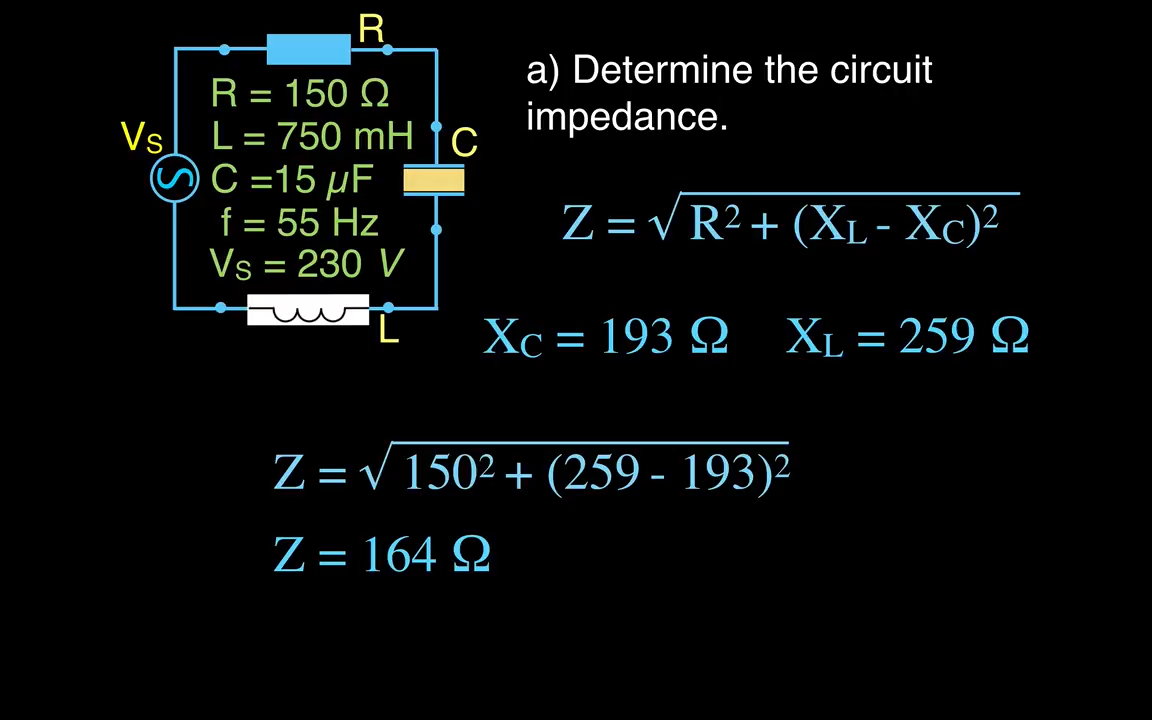 R
R = 150 Ω
L = 750 mH
C =15 µF
f = 55 Hz
VS = 230 V
VS
C
L
a) Determine the circuit
impedance.
Z = √ R² + (XL - XC)²
XC = 193 Ω XL = 259 Ω
Z = √ 150² + (259 - 193)²
Z = 164 Ω